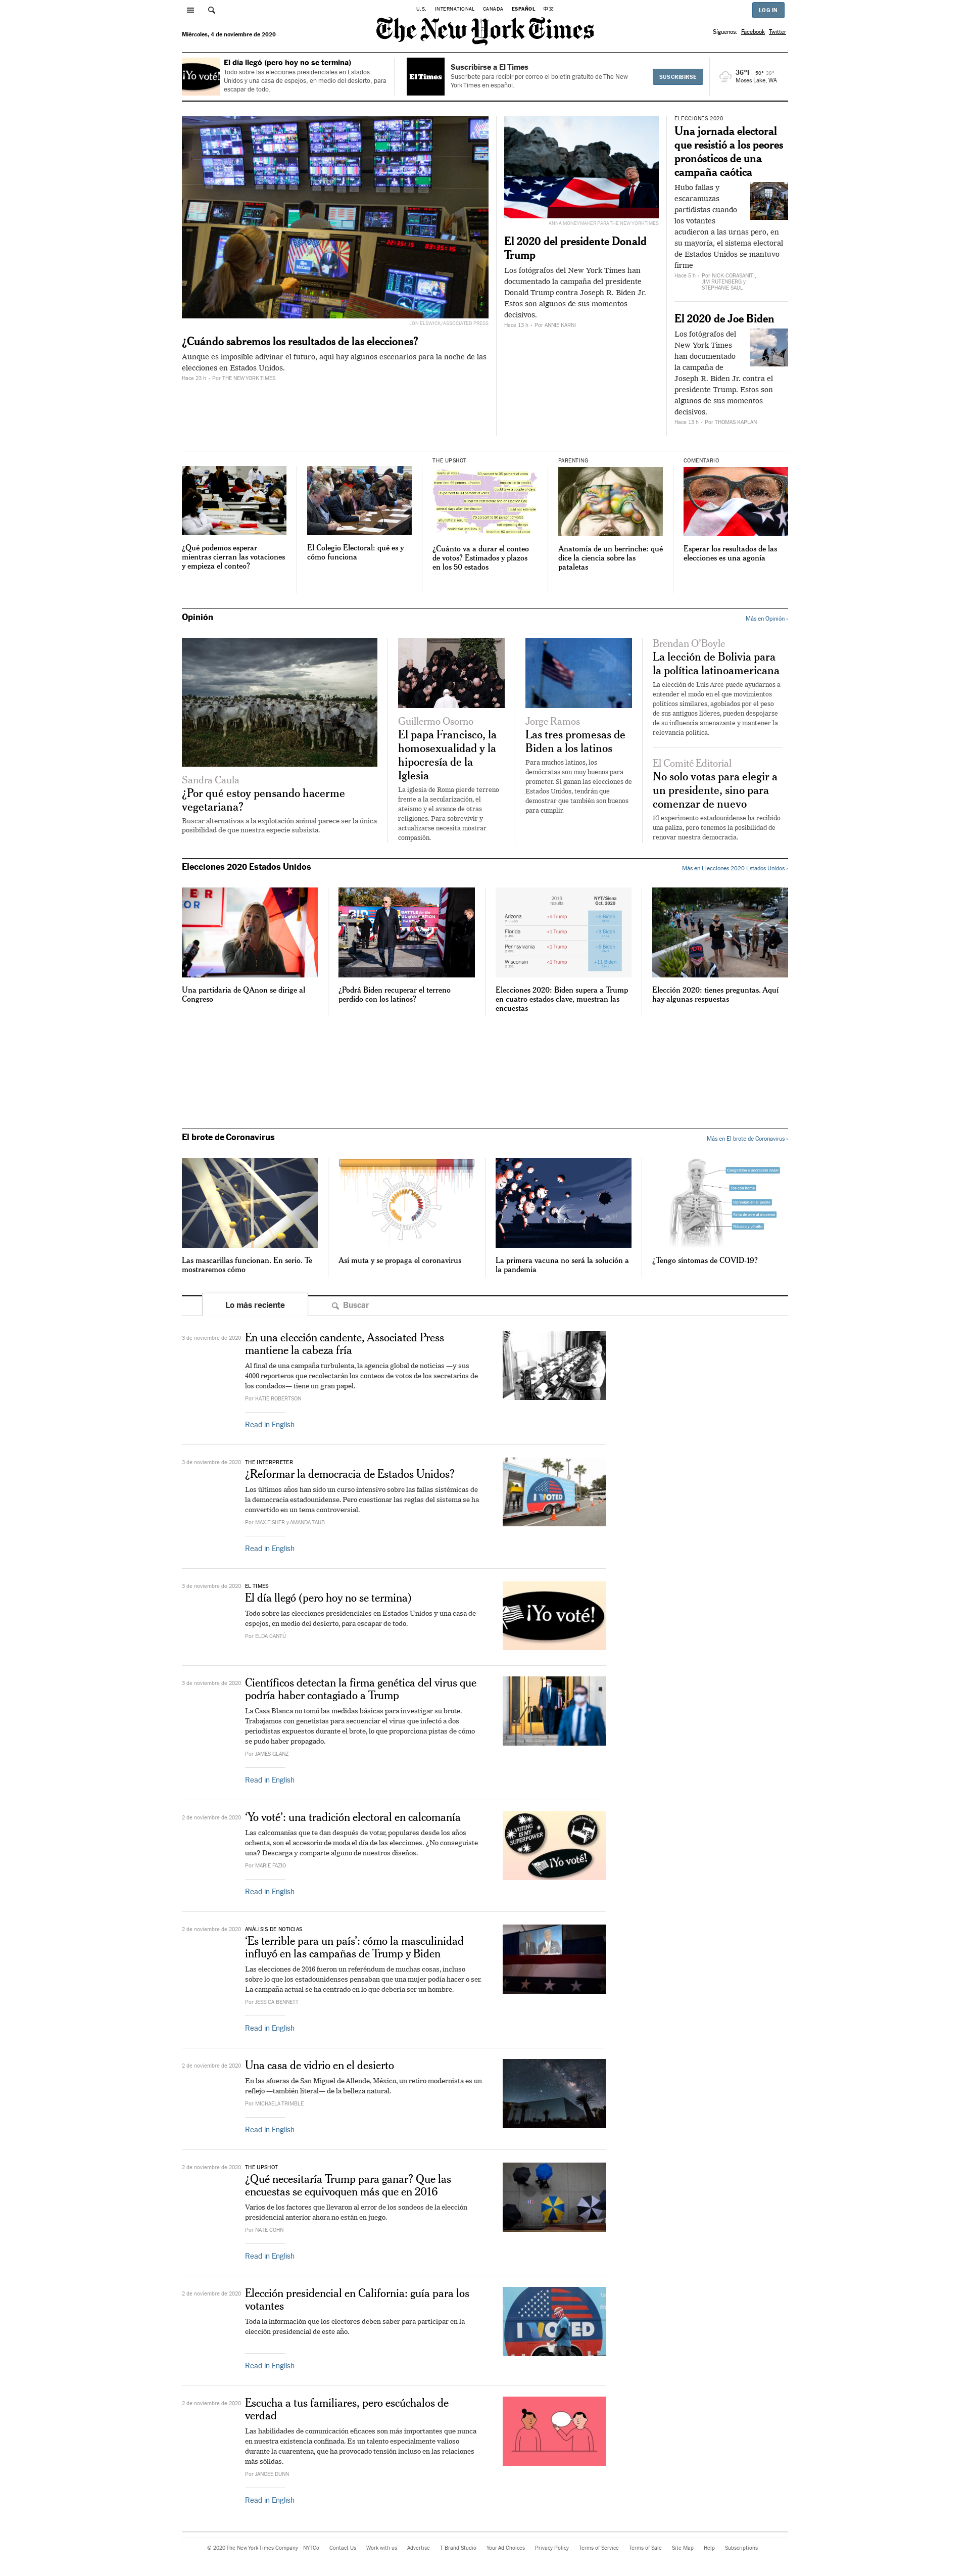 U.S. INTERNATIONAL CANADA ESPAÑOL 中文
LOG IN
The New York Times
Miércoles, 4 de noviembre de 2020
Síguenos: Facebook Twitter
¡Yo voté!
El día llegó (pero hoy no se termina)
Todo sobre las elecciones presidenciales en Estados
Unidos y una casa de espejos, en medio del desierto, para
escapar de todo.
El Times
Suscribirse a El Times
Suscríbete para recibir por correo el boletín gratuito de The New
York Times en español.
SUSCRIBIRSE
36°F 50° 36°
Moses Lake, WA
¿Cuándo sabremos los resultados de las elecciones?
Aunque es imposible adivinar el futuro, aquí hay algunos escenarios para la noche de las
elecciones en Estados Unidos.
Hace 23 h - Por THE NEW YORK TIMES
El 2020 del presidente Donald
Trump
Los fotógrafos del New York Times han
documentado la campaña del presidente
Donald Trump contra Joseph R. Biden Jr.
Estos son algunos de sus momentos
decisivos.
Hace 13 h - Por ANNIE KARNI
ELECCIONES 2020
Una jornada electoral
que resistió a los peores
pronósticos de una
campaña caótica
Hubo fallas y
escaramuzas
partidistas cuando
los votantes
acudieron a las urnas pero, en
su mayoría, el sistema electoral
de Estados Unidos se mantuvo
firme
Hace 5 h - Por NICK CORASANITI,
JIM RUTENBERG y
STEPHANIE SAUL
El 2020 de Joe Biden
Los fotógrafos del
New York Times
han documentado
la campaña de
Joseph R. Biden Jr. contra el
presidente Trump. Estos son
algunos de sus momentos
decisivos.
Hace 13 h - Por THOMAS KAPLAN
¿Qué podemos esperar
mientras cierran las votaciones
y empieza el conteo?
El Colegio Electoral: qué es y
cómo funciona
THE UPSHOT
¿Cuánto va a durar el conteo
de votos? Estimados y plazos
en los 50 estados
PARENTING
Anatomía de un berrinche: qué
dice la ciencia sobre las
pataletas
COMENTARIO
Esperar los resultados de las
elecciones es una agonía
Opinión
Más en Opinión ›
Sandra Caula
¿Por qué estoy pensando hacerme
vegetariana?
Buscar alternativas a la explotación animal parece ser la única
posibilidad de que nuestra especie subsista.
Guillermo Osorno
El papa Francisco, la
homosexualidad y la
hipocresía de la
Iglesia
La iglesia de Roma pierde terreno
frente a la secularización, el
ateísmo y el avance de otras
religiones. Para sobrevivir y
actualizarse necesita mostrar
compasión.
Jorge Ramos
Las tres promesas de
Biden a los latinos
Para muchos latinos, los
demócratas son muy buenos para
prometer. Si ganan las elecciones de
Estados Unidos, tendrán que
demostrar que también son buenos
para cumplir.
Brendan O'Boyle
La lección de Bolivia para
la política latinoamericana
La elección de Luis Arce puede ayudarnos a
entender el modo en el que movimientos
políticos similares, agobiados por el peso
de sus antiguos líderes, pueden despojarse
de su influencia amenazante y mantener la
relevancia política.
El Comité Editorial
No solo votas para elegir a
un presidente, sino para
comenzar de nuevo
El experimento estadounidense ha recibido
una paliza, pero tenemos la posibilidad de
renovar nuestra democracia.
Elecciones 2020 Estados Unidos
Más en Elecciones 2020 Estados Unidos ›
Una partidaria de QAnon se dirige al
Congreso
¿Podrá Biden recuperar el terreno
perdido con los latinos?
2016 results
NYT/Siena Oct. 2020
Arizona
Florida
Pennsylvania
Wisconsin
Elecciones 2020: Biden supera a Trump
en cuatro estados clave, muestran las
encuestas
Elección 2020: tienes preguntas. Aquí
hay algunas respuestas
El brote de Coronavirus
Más en El brote de Coronavirus ›
Las mascarillas funcionan. En serio. Te
mostraremos cómo
Así muta y se propaga el coronavirus
La primera vacuna no será la solución a
la pandemia
¿Tengo síntomas de COVID-19?
Lo más reciente
Buscar
3 de noviembre de 2020
En una elección candente, Associated Press
mantiene la cabeza fría
Al final de una campaña turbulenta, la agencia global de noticias —y sus
4000 reporteros que recolectarán los conteos de votos de los secretarios de
los condados— tiene un gran papel.
Por KATIE ROBERTSON
Read in English
3 de noviembre de 2020
THE INTERPRETER
¿Reformar la democracia de Estados Unidos?
Los últimos años han sido un curso intensivo sobre las fallas sistémicas de
la democracia estadounidense. Pero cuestionar las reglas del sistema se ha
convertido en un tema controversial.
Por MAX FISHER y AMANDA TAUB
I VOTED
Read in English
3 de noviembre de 2020
EL TIMES
El día llegó (pero hoy no se termina)
Todo sobre las elecciones presidenciales en Estados Unidos y una casa de
espejos, en medio del desierto, para escapar de todo.
Por ELDA CANTÚ
¡Yo voté!
3 de noviembre de 2020
Científicos detectan la firma genética del virus que
podría haber contagiado a Trump
La Casa Blanca no tomó las medidas básicas para investigar su brote.
Trabajamos con genetistas para secuenciar el virus que infectó a dos
periodistas expuestos durante el brote, lo que proporciona pistas de cómo
se pudo haber propagado.
Por JAMES GLANZ
Read in English
2 de noviembre de 2020
‘Yo voté’: una tradición electoral en calcomanía
Las calcomanías que te dan después de votar, populares desde los años
ochenta, son el accesorio de moda el día de las elecciones. ¿No conseguiste
una? Descarga y comparte alguno de nuestros diseños.
Por MARIE FAZIO
VOTING IS MY SUPERPOWER
¡Yo voté!
Read in English
2 de noviembre de 2020
ANÁLISIS DE NOTICIAS
‘Es terrible para un país’: cómo la masculinidad
influyó en las campañas de Trump y Biden
Las elecciones de 2016 fueron un referéndum de muchas cosas, incluso
sobre lo que los estadounidenses pensaban que una mujer podía hacer o ser.
La campaña actual se ha centrado en lo que debería ser un hombre.
Por JESSICA BENNETT
Read in English
2 de noviembre de 2020
Una casa de vidrio en el desierto
En las afueras de San Miguel de Allende, México, un retiro modernista es un
reflejo —también literal— de la belleza natural.
Por MICHAELA TRIMBLE
Read in English
2 de noviembre de 2020
THE UPSHOT
¿Qué necesitaría Trump para ganar? Que las
encuestas se equivoquen más que en 2016
Varios de los factores que llevaron al error de los sondeos de la elección
presidencial anterior ahora no están en juego.
Por NATE COHN
Read in English
2 de noviembre de 2020
Elección presidencial en California: guía para los
votantes
Toda la información que los electores deben saber para participar en la
elección presidencial de este año.
I VOTED
Read in English
2 de noviembre de 2020
Escucha a tus familiares, pero escúchalos de
verdad
Las habilidades de comunicación eficaces son más importantes que nunca
en nuestra existencia confinada. Es un talento especialmente valioso
durante la cuarentena, que ha provocado tensión incluso en las relaciones
más sólidas.
Por JANCEE DUNN
Read in English
© 2020 The New York Times Company NYTCo Contact Us Work with us Advertise T Brand Studio Your Ad Choices Privacy Policy Terms of Service Terms of Sale Site Map Help Subscriptions